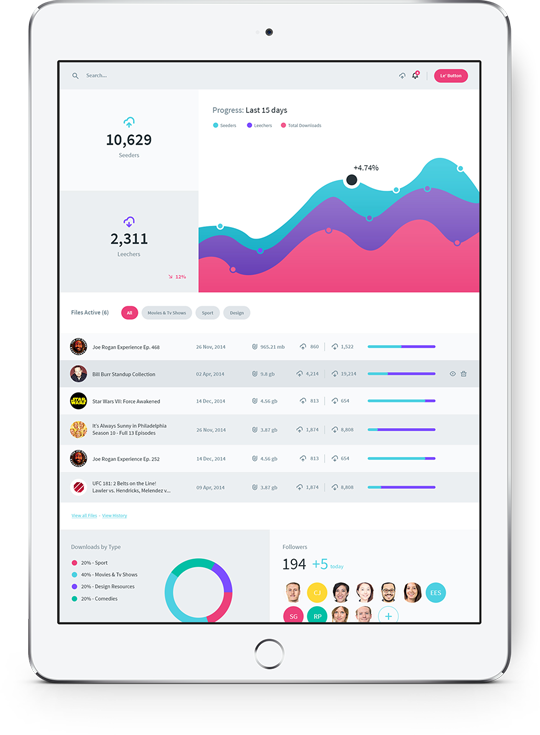 Search...
Le' Button
10,629
Seeders
2,311
Leechers
12%
Progress: Last 15 days
Seeders
Leechers
Total Downloads
+4.74%
Files Active (6)
All
Movies & Tv Shows
Sport
Design
Joe Rogan Experience Ep. 468
26 Nov, 2014
965.21 mb
860
1,522
Bill Burr Standup Collection
02 Apr, 2014
9.8 gb
4,214
19,214
STAR WARS
Star Wars VII: Force Awakened
14 Dec, 2014
4.56 gb
813
654
It's Always Sunny in Philadelphia
Season 10 - Full 13 Episodes
26 Nov, 2014
3.87 gb
1,874
8,808
Joe Rogan Experience Ep. 252
14 Dec, 2014
4.56 gb
813
654
UFC 181: 2 Belts on the Line!
Lawler vs. Hendricks, Melendez v...
09 Apr, 2014
3.87 gb
1,874
8,808
View all Files - View History
Downloads by Type
20% - Sport
40% - Movies & Tv Shows
20% - Design Resources
20% - Comedies
Followers
194 +5 today
CJ
EES
SG
RP